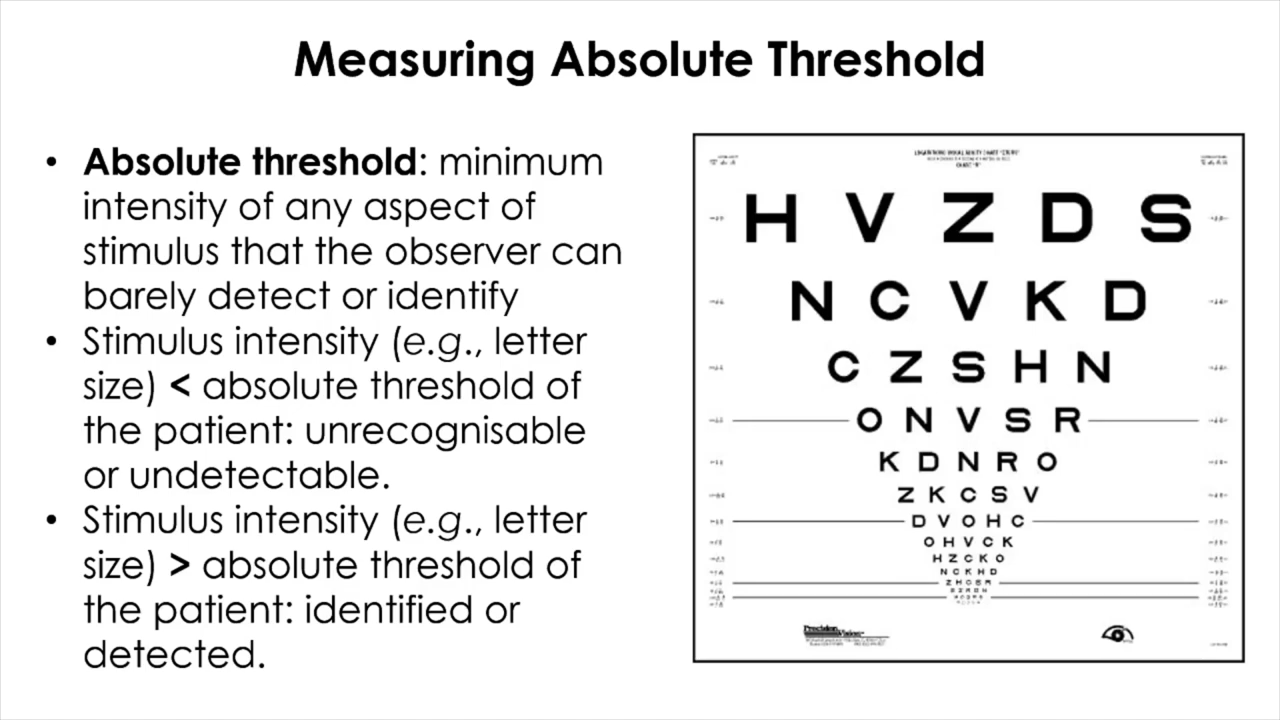 Measuring Absolute Threshold
• Absolute threshold: minimum
intensity of any aspect of
stimulus that the observer can
barely detect or identify
• Stimulus intensity (e.g., letter
size) < absolute threshold of
the patient: unrecognisable
or undetectable.
• Stimulus intensity (e.g., letter
size) > absolute threshold of
the patient: identified or
detected.
H V Z D S
N C V K D
C Z S H N
O N V S R
K D N R O
Z K C S V
D V O H C
O H V C K
H Z C K O
N C K H D
Precision
Vision